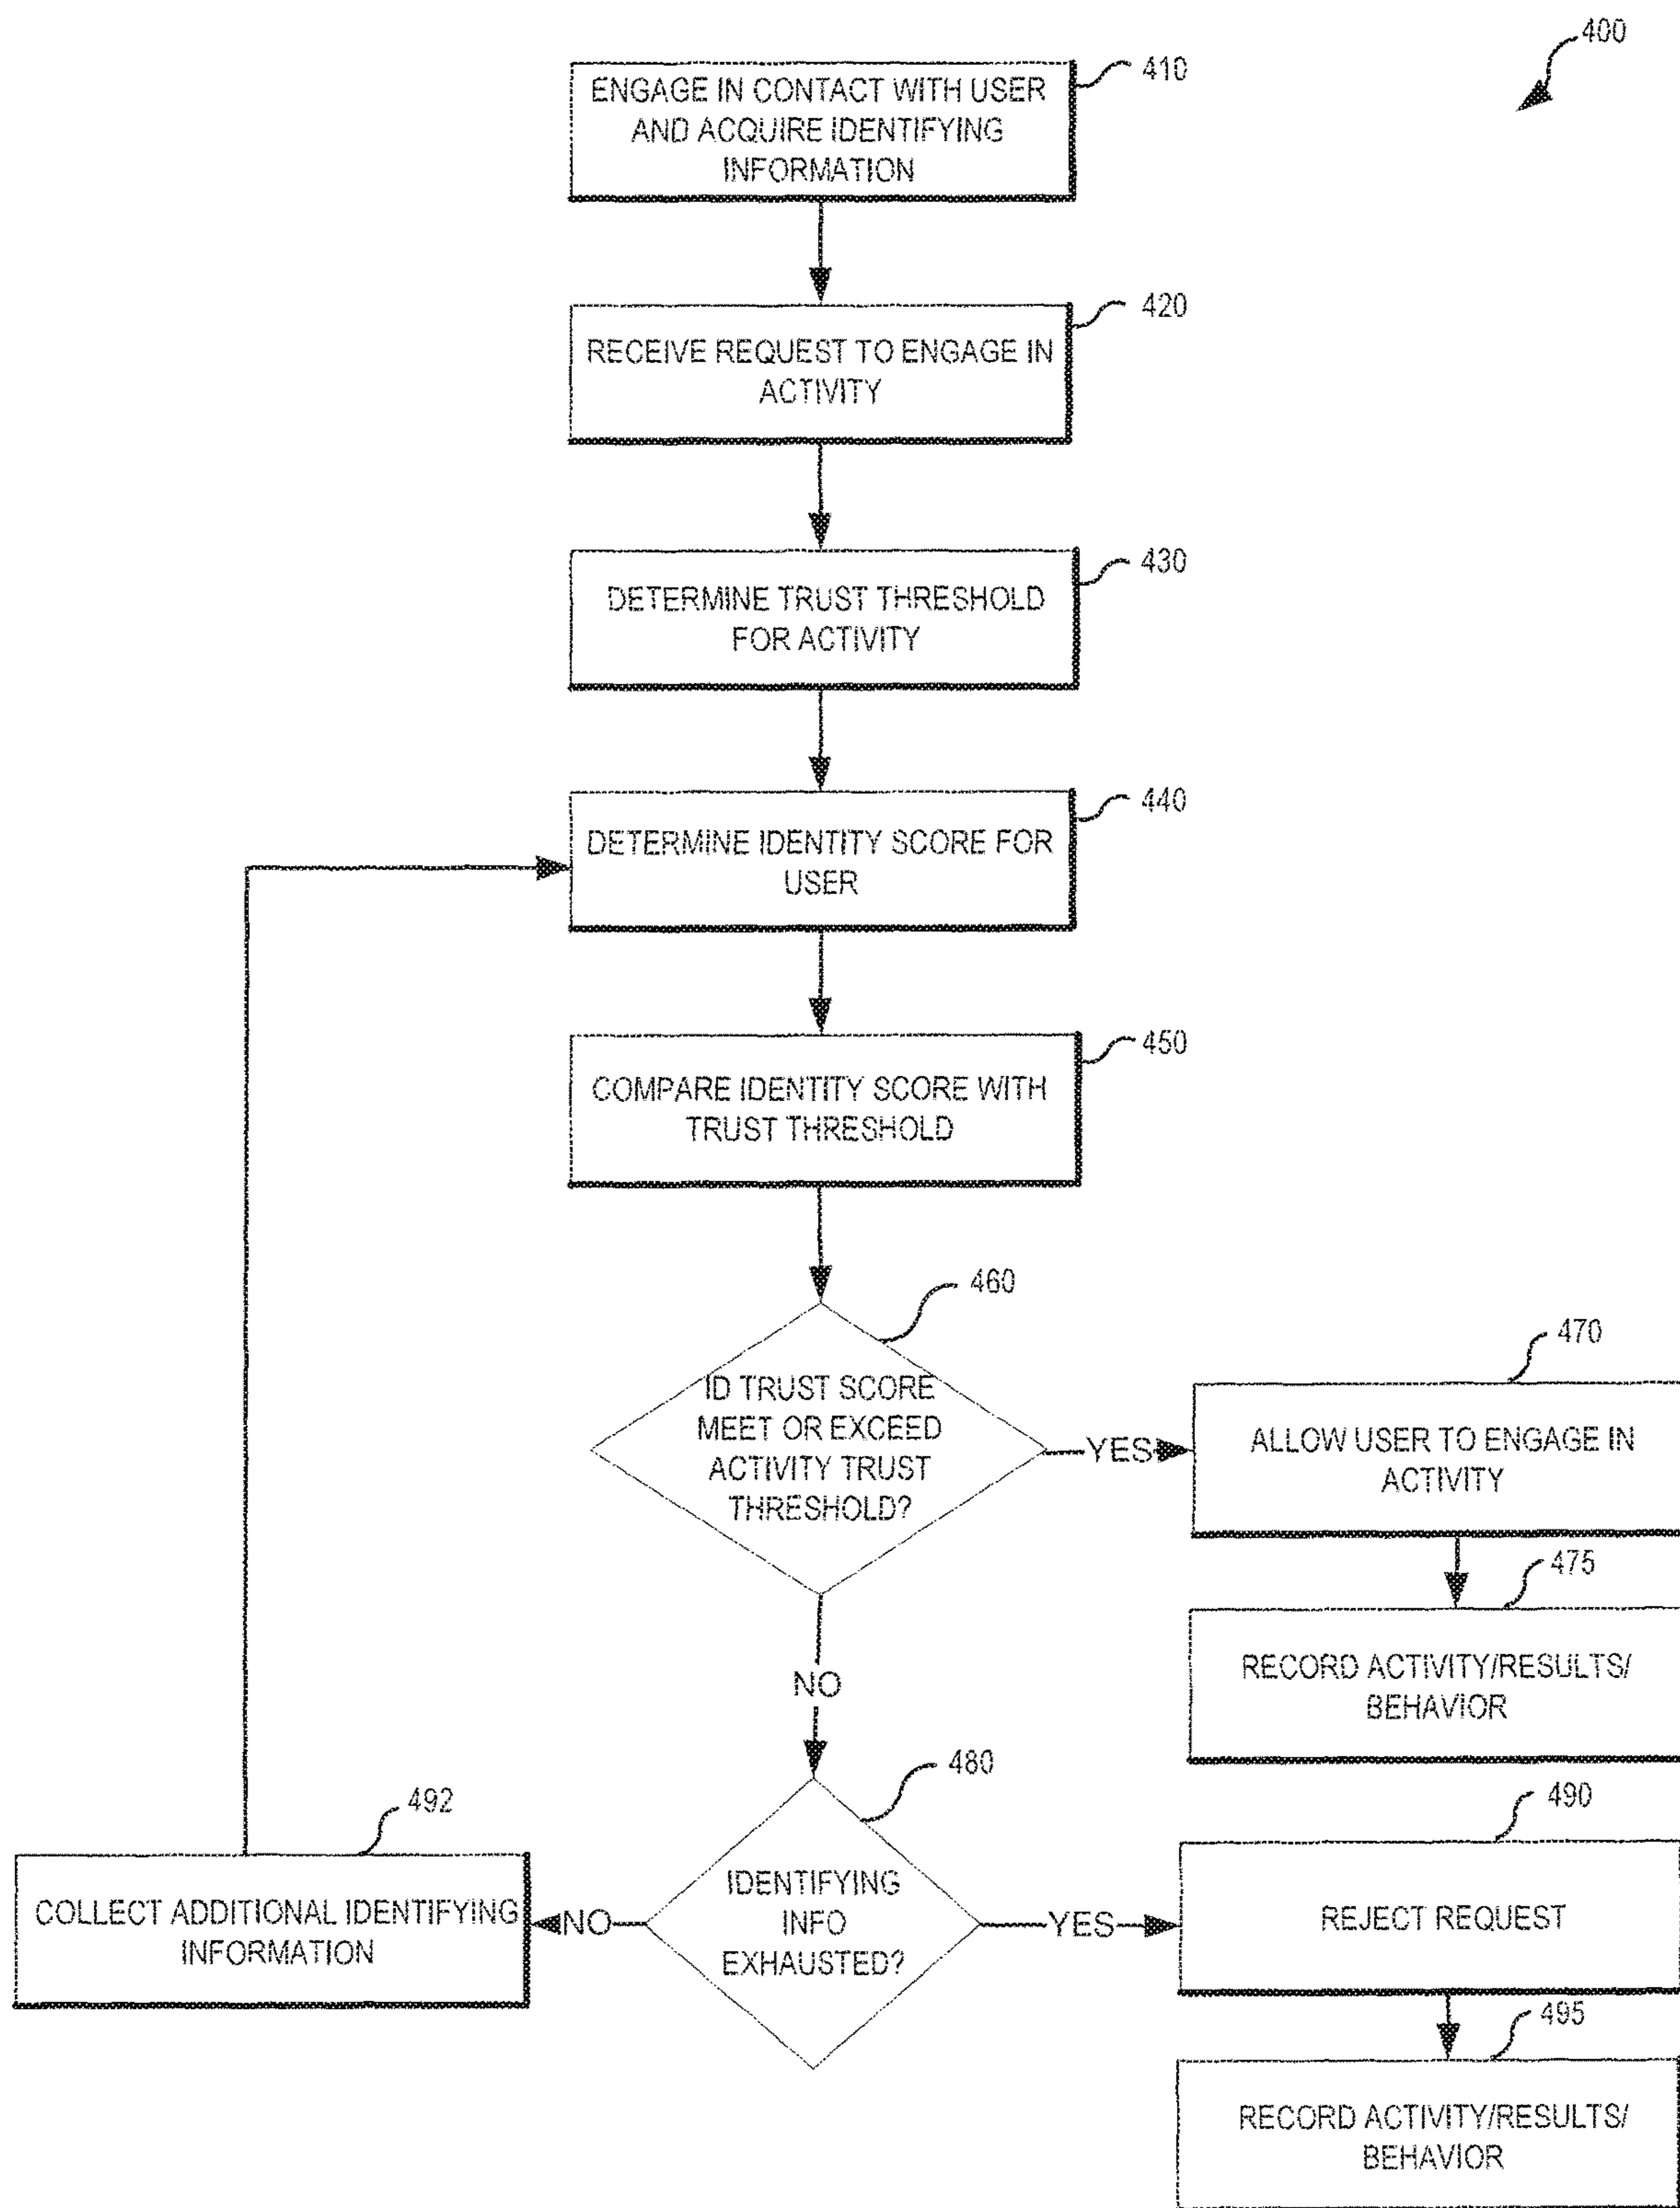 400
410
ENGAGE IN CONTACT WITH USER
AND ACQUIRE IDENTIFYING
INFORMATION
420
RECEIVE REQUEST TO ENGAGE IN
ACTIVITY
430
DETERMINE TRUST THRESHOLD
FOR ACTIVITY
440
DETERMINE IDENTITY SCORE FOR
USER
450
COMPARE IDENTITY SCORE WITH
TRUST THRESHOLD
460
ID TRUST SCORE
MEET OR EXCEED
ACTIVITY TRUST
THRESHOLD?
YES
470
ALLOW USER TO ENGAGE IN
ACTIVITY
475
RECORD ACTIVITY/RESULTS/
BEHAVIOR
NO
480
IDENTIFYING
INFO
EXHAUSTED?
NO
492
COLLECT ADDITIONAL IDENTIFYING
INFORMATION
YES
490
REJECT REQUEST
495
RECORD ACTIVITY/RESULTS/
BEHAVIOR